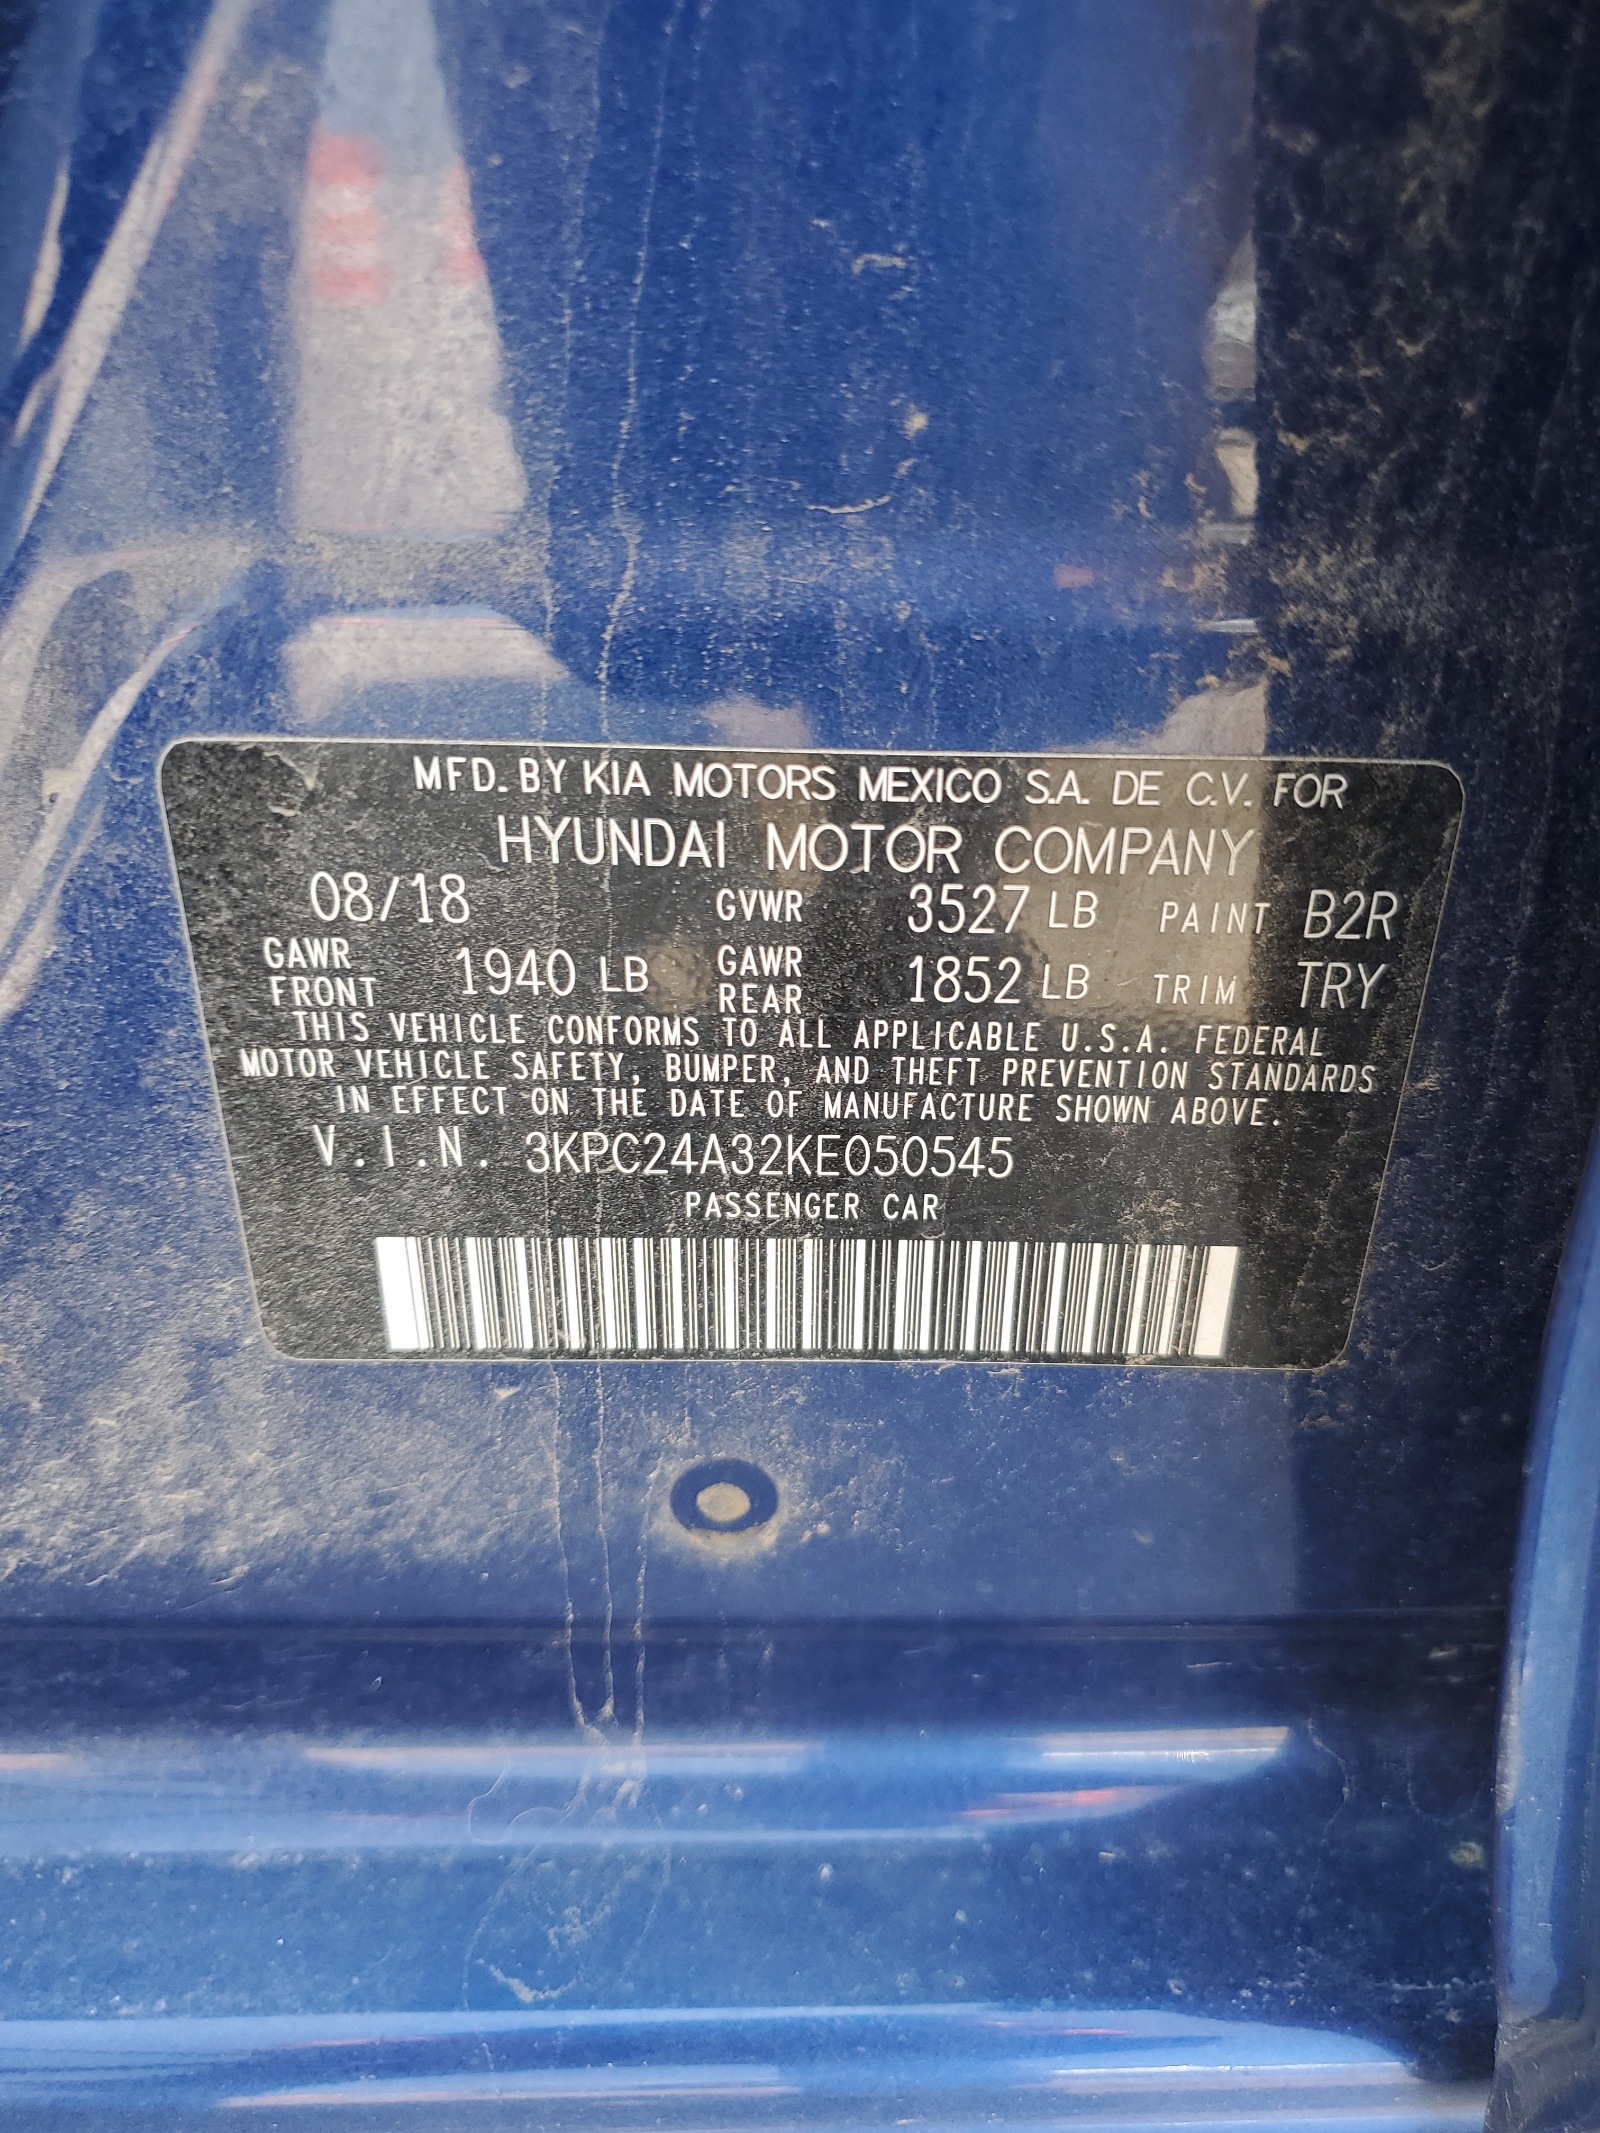 MFD. BY KIA MOTORS MEXICO S.A. DE C.V. FOR
HYUNDAI MOTOR COMPANY
08/18 GVWR 3527 LB PAINT B2R
GAWR FRONT 1940 LB GAWR REAR 1852 LB TRIM TRY
THIS VEHICLE CONFORMS TO ALL APPLICABLE U.S.A. FEDERAL
MOTOR VEHICLE SAFETY, BUMPER, AND THEFT PREVENTION STANDARDS
IN EFFECT ON THE DATE OF MANUFACTURE SHOWN ABOVE.
V.I.N. 3KPC24A32KE050545
PASSENGER CAR